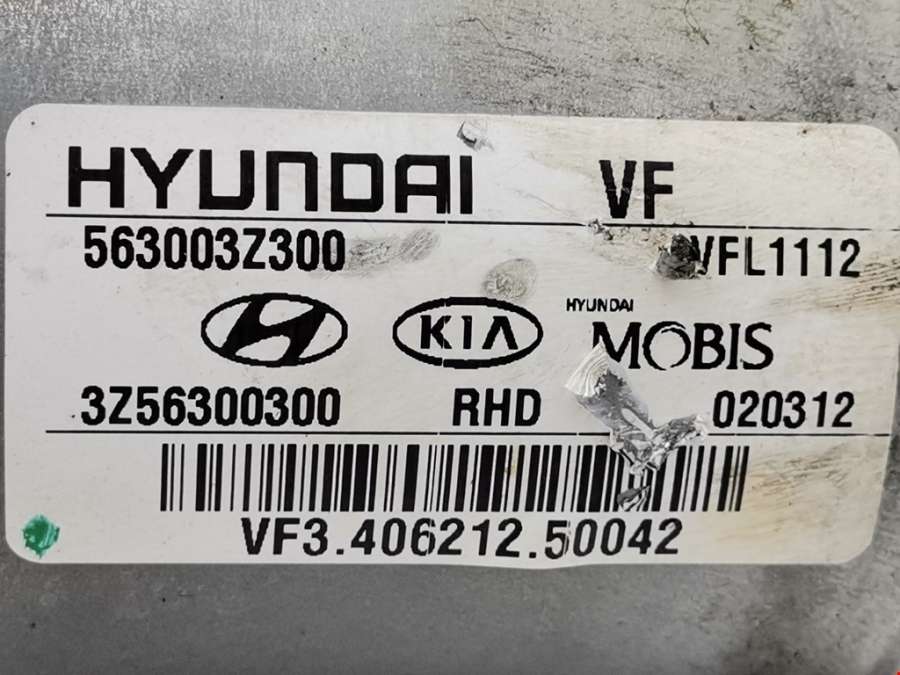 HYUNDAI VF
563003Z300 VFL1112
KIA HYUNDAI
MOBIS
3Z56300300 RHD 020312
VF3.406212.50042